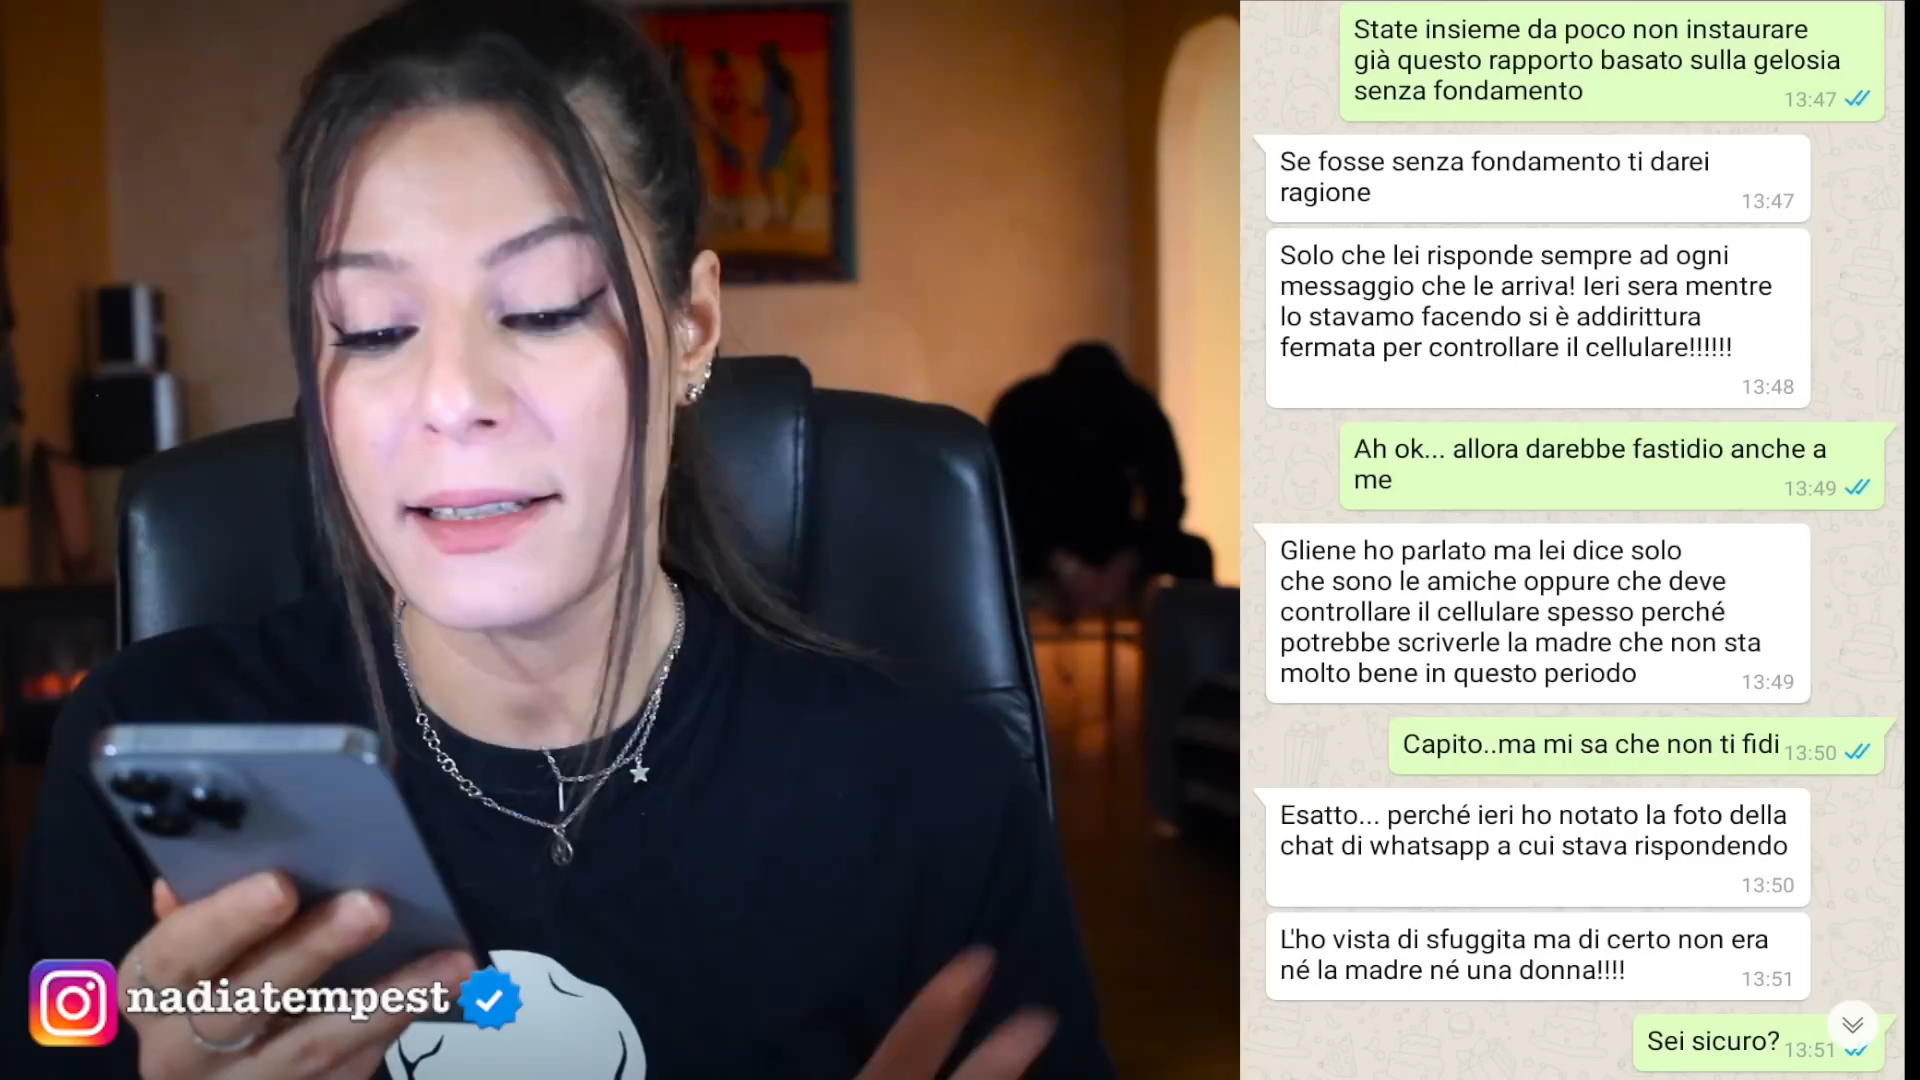 State insieme da poco non instaurare
già questo rapporto basato sulla gelosia
senza fondamento
13:47
Se fosse senza fondamento ti darei
ragione
13:47
Solo che lei risponde sempre ad ogni
messaggio che le arriva! Ieri sera mentre
lo stavamo facendo si è addirittura
fermata per controllare il cellulare!!!!!!
13:48
Ah ok... allora darebbe fastidio anche a
me
13:49
Gliene ho parlato ma lei dice solo
che sono le amiche oppure che deve
controllare il cellulare spesso perché
potrebbe scriverle la madre che non sta
molto bene in questo periodo
13:49
Capito..ma mi sa che non ti fidi 13:50
Esatto... perché ieri ho notato la foto della
chat di whatsapp a cui stava rispondendo
13:50
L'ho vista di sfuggita ma di certo non era
né la madre né una donna!!!!
13:51
Sei sicuro? 13:51
nadiatempest